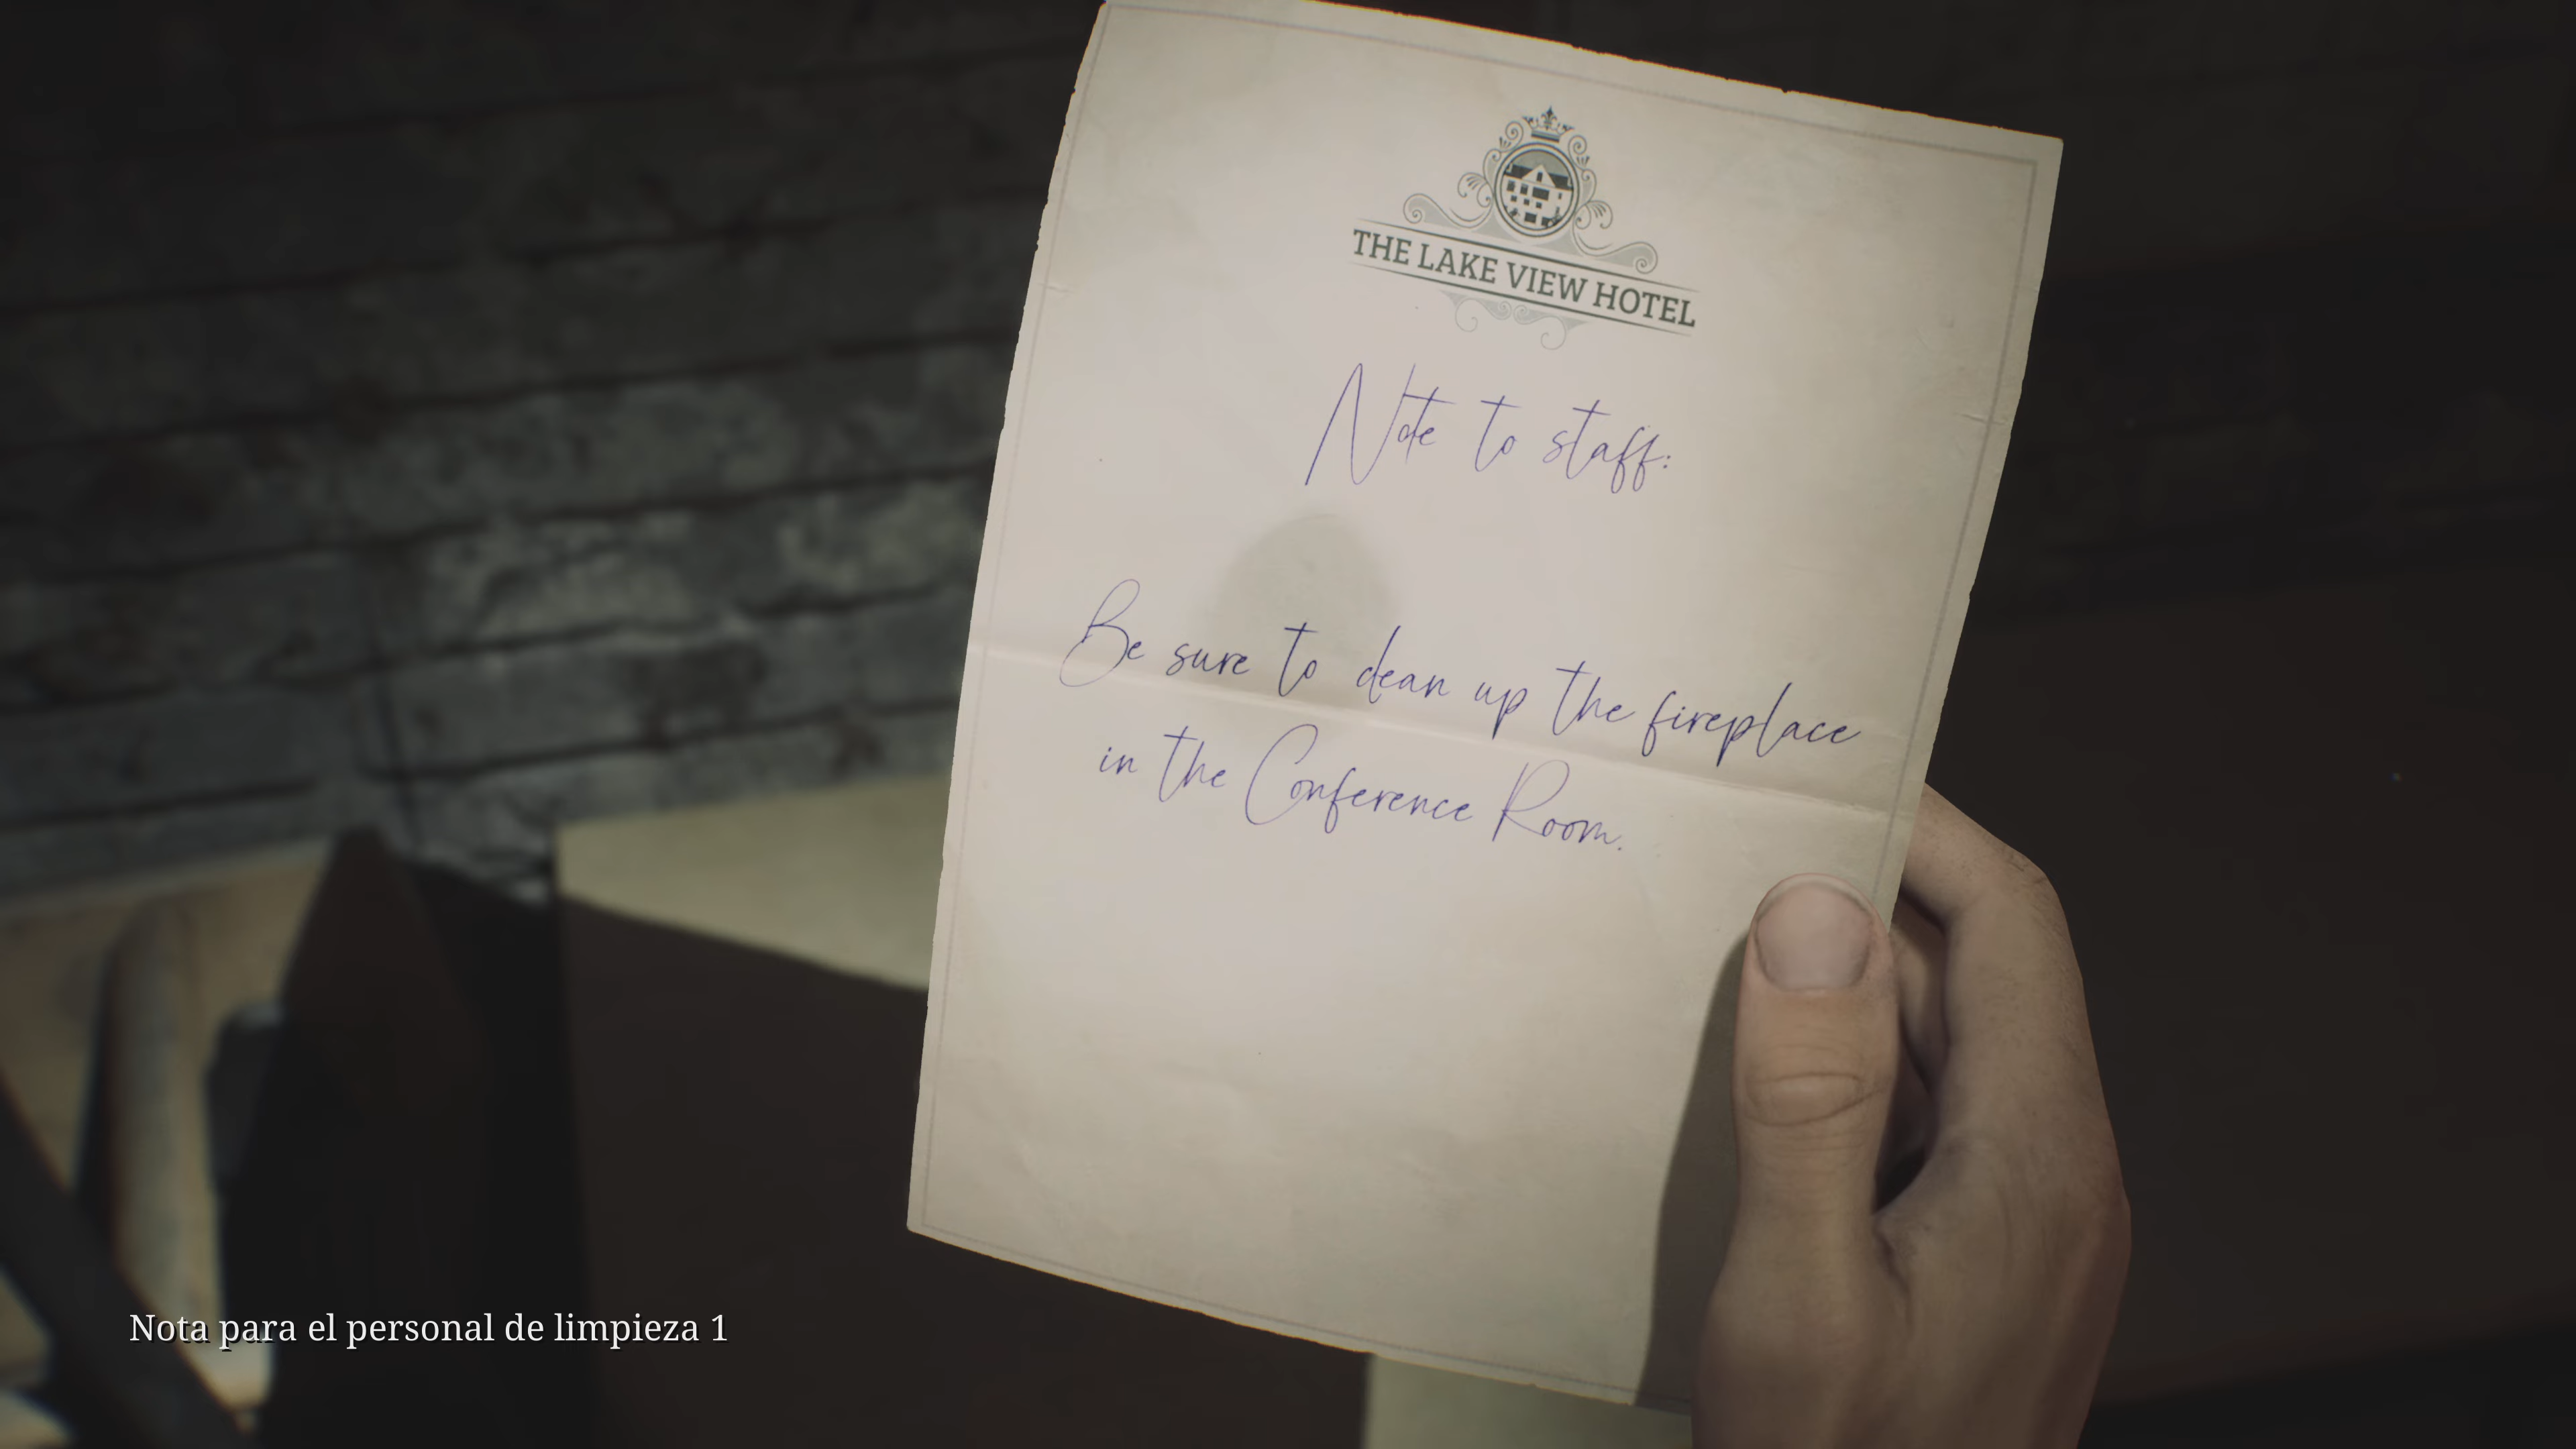 THE LAKE VIEW HOTEL
Note to staff:
Be sure to clean up the fireplace
in the Conference Room.
Nota para el personal de limpieza 1